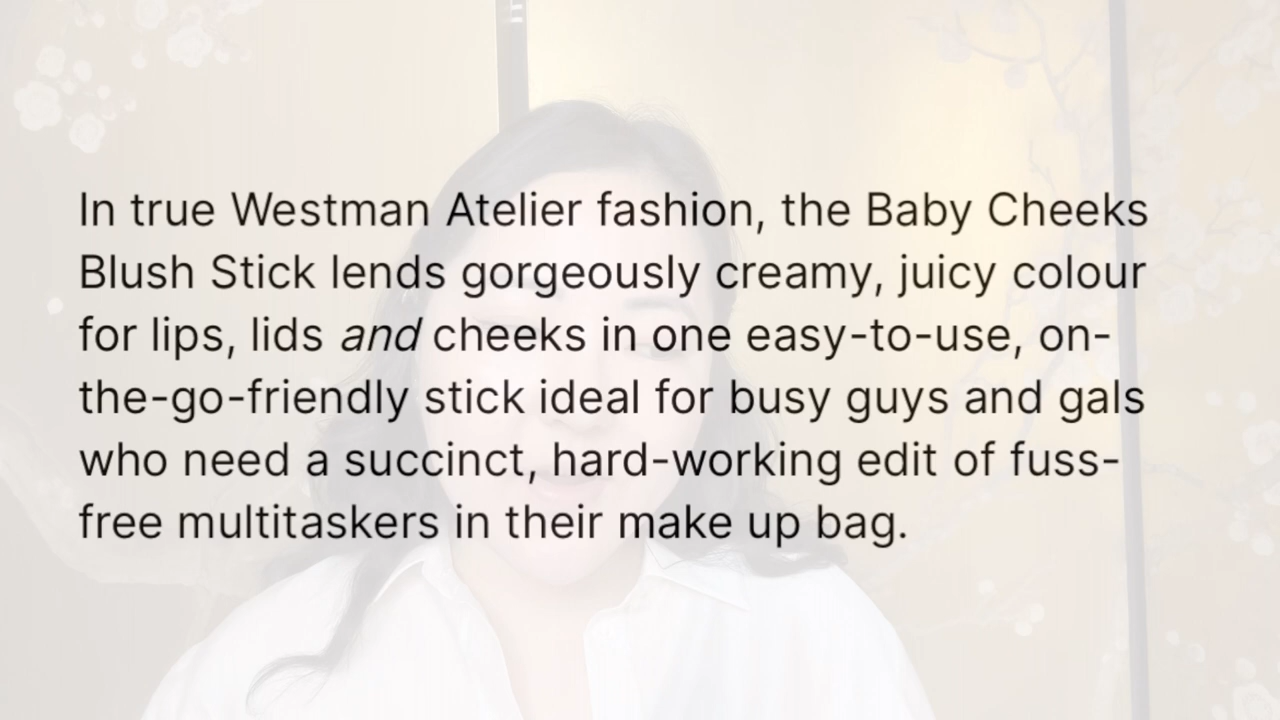 In true Westman Atelier fashion, the Baby Cheeks
Blush Stick lends gorgeously creamy, juicy colour
for lips, lids and cheeks in one easy-to-use, on-
the-go-friendly stick ideal for busy guys and gals
who need a succinct, hard-working edit of fuss-
free multitaskers in their make up bag.